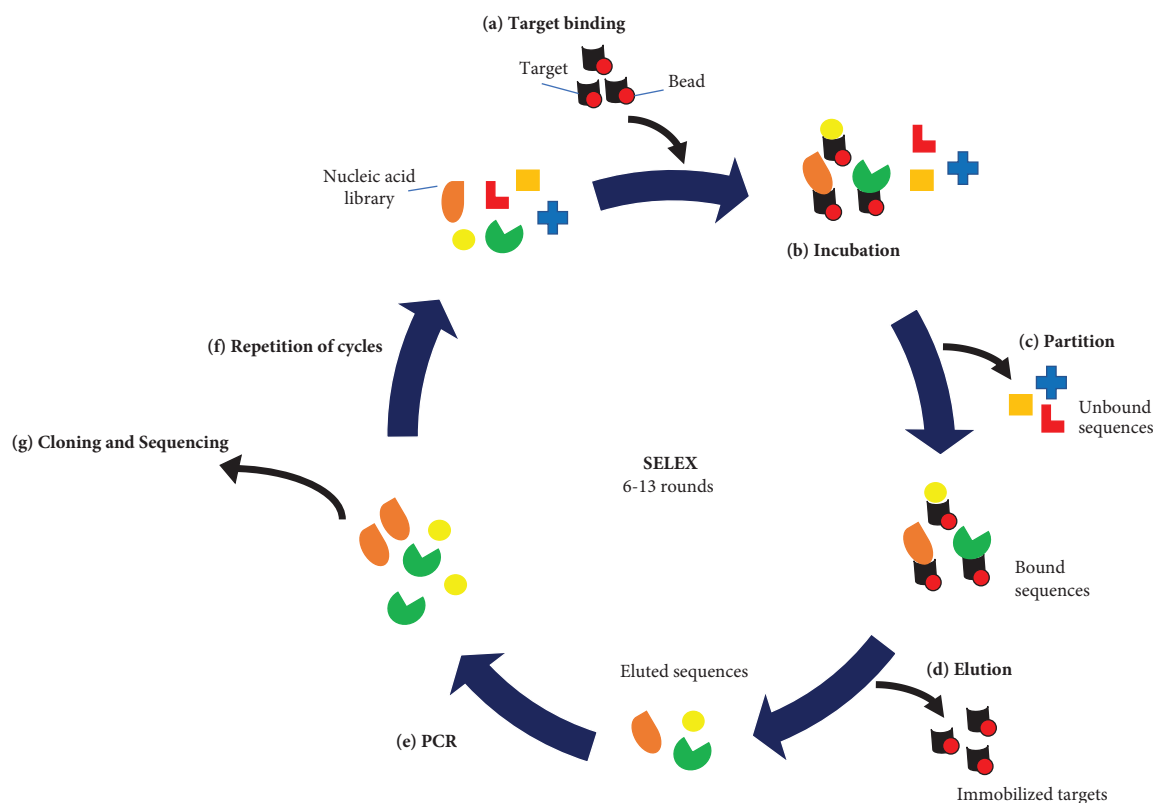 (a) Target binding
Target
Bead
Nucleic acid
library
(b) Incubation
(c) Partition
Unbound
sequences
(f) Repetition of cycles
(g) Cloning and Sequencing
SELEX
6-13 rounds
Bound
sequences
Eluted sequences
(d) Elution
(e) PCR
Immobilized targets